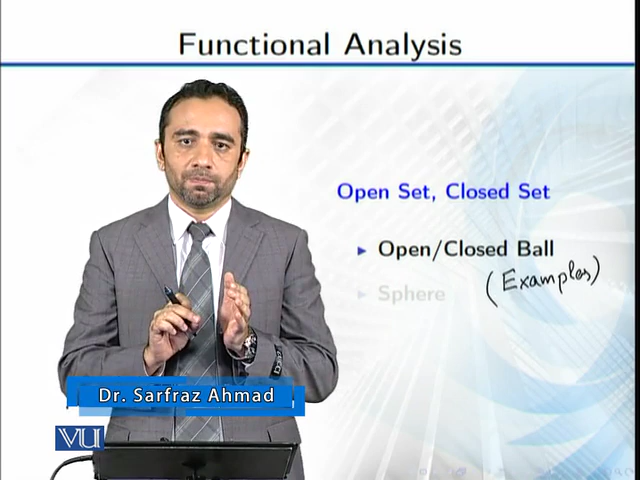 Functional Analysis
Open Set, Closed Set
Open/Closed Ball
(Examples)
Sphere
Dr. Sarfraz Ahmad
VU